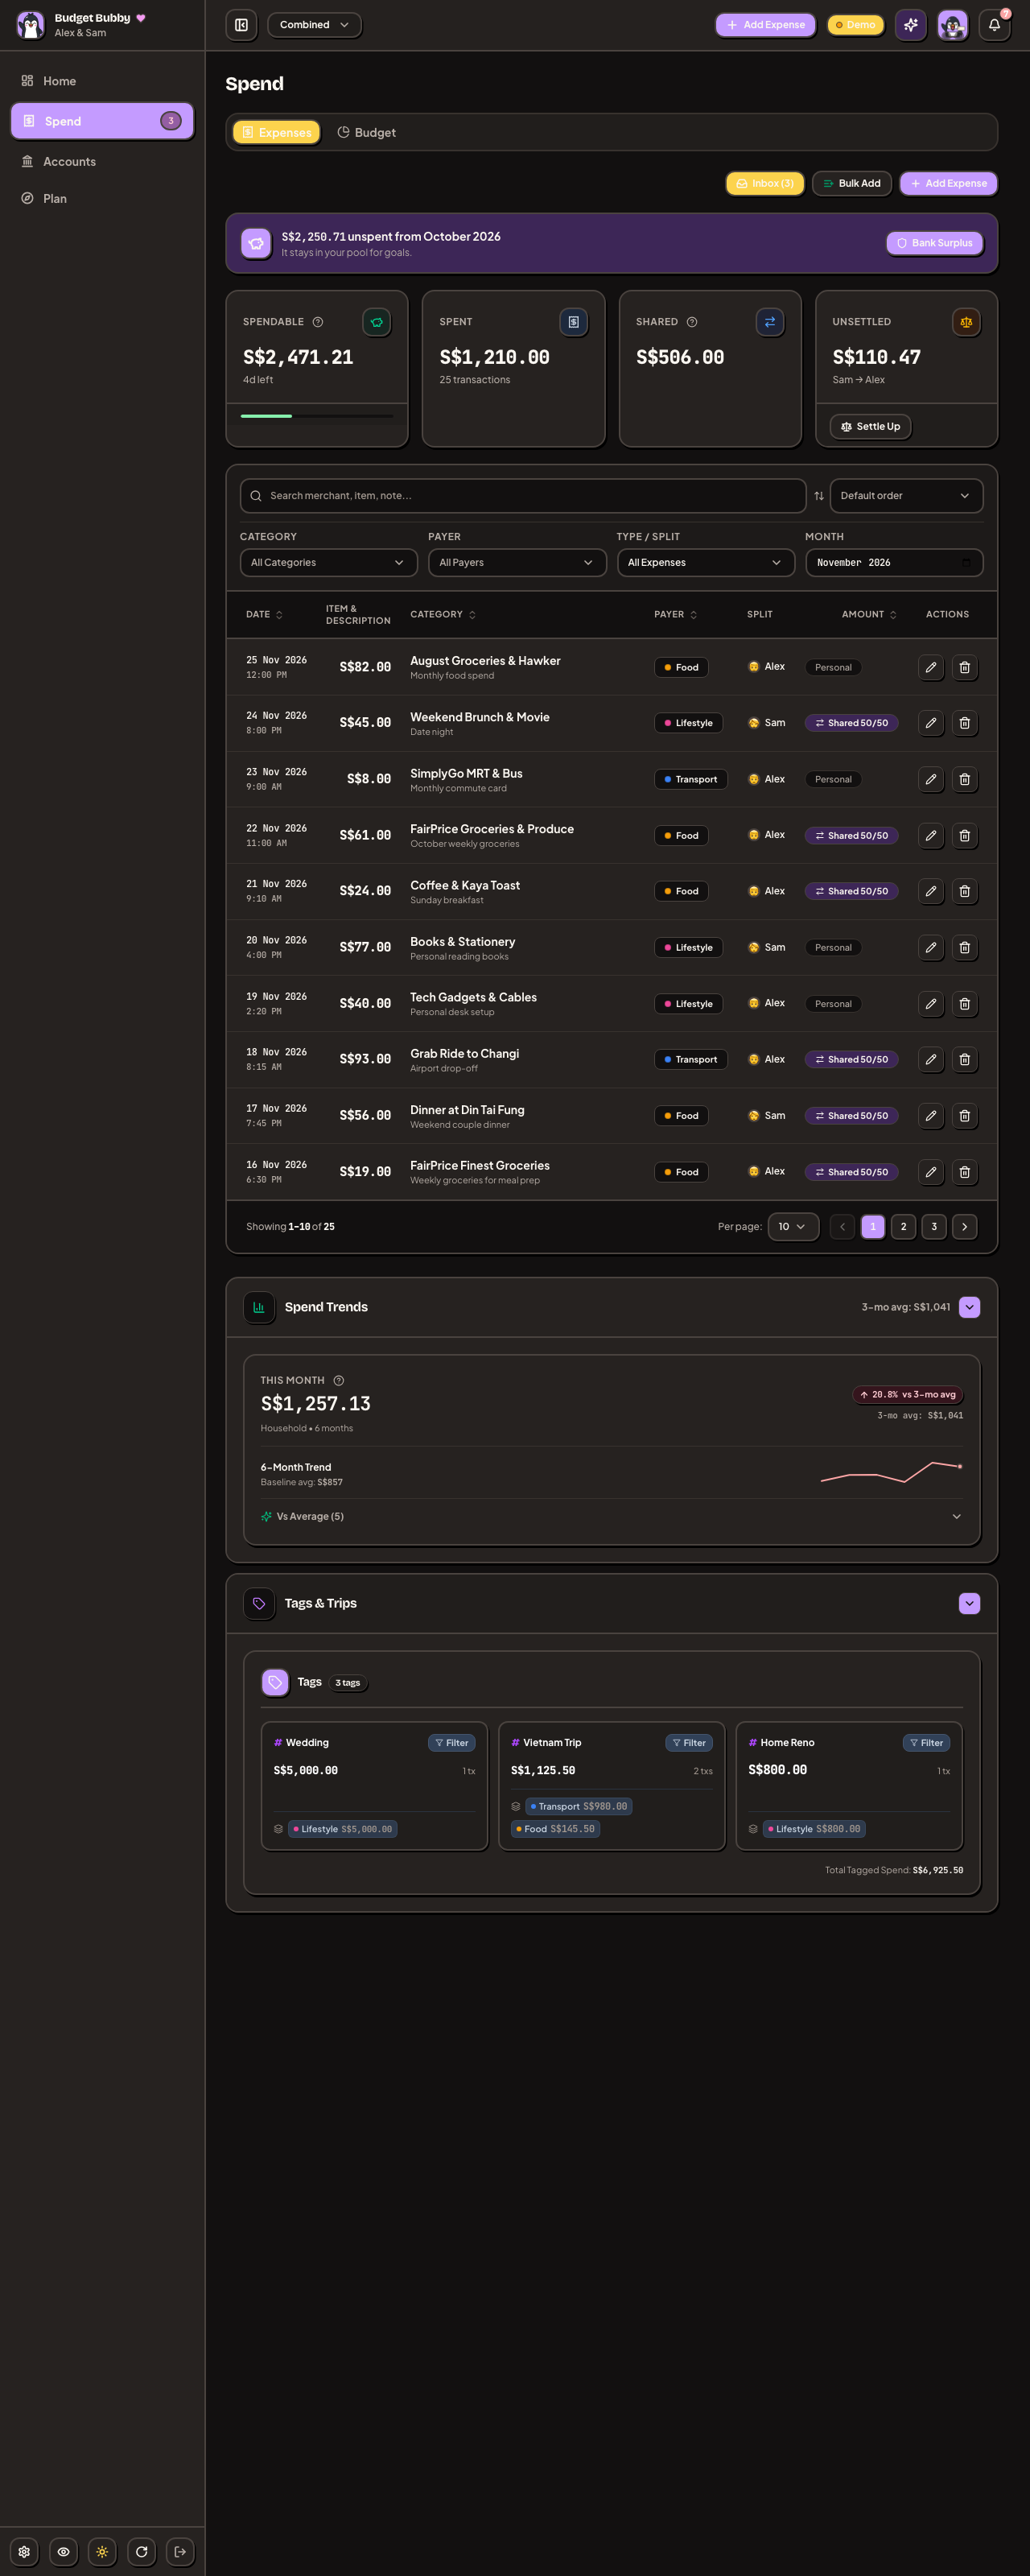 Budget Bubby
Alex & Sam
Combined
Add Expense
Demo
7
Home
Spend
3
Accounts
Plan
Spend
Expenses
Budget
Inbox (3)
Bulk Add
Add Expense
S$2,250.71 unspent from October 2026
It stays in your pool for goals.
Bank Surplus
SPENDABLE
S$2,471.21
4d left
SPENT
S$1,210.00
25 transactions
SHARED
S$506.00
UNSETTLED
S$110.47
Sam → Alex
Settle Up
Search merchant, item, note...
Default order
CATEGORY
PAYER
TYPE / SPLIT
MONTH
All Categories
All Payers
All Expenses
November 2026
DATE ITEM & DESCRIPTION CATEGORY PAYER SPLIT AMOUNT ACTIONS
25 Nov 2026 S$82.00 August Groceries & Hawker Food Alex Personal
12:00 PM Monthly food spend
24 Nov 2026 S$45.00 Weekend Brunch & Movie Lifestyle Sam Shared 50/50
8:00 PM Date night
23 Nov 2026 S$8.00 SimplyGo MRT & Bus Transport Alex Personal
9:00 AM Monthly commute card
22 Nov 2026 S$61.00 FairPrice Groceries & Produce Food Alex Shared 50/50
11:00 AM October weekly groceries
21 Nov 2026 S$24.00 Coffee & Kaya Toast Food Alex Shared 50/50
9:10 AM Sunday breakfast
20 Nov 2026 S$77.00 Books & Stationery Lifestyle Sam Personal
4:00 PM Personal reading books
19 Nov 2026 S$40.00 Tech Gadgets & Cables Lifestyle Alex Personal
2:20 PM Personal desk setup
18 Nov 2026 S$93.00 Grab Ride to Changi Transport Alex Shared 50/50
8:15 AM Airport drop-off
17 Nov 2026 S$56.00 Dinner at Din Tai Fung Food Sam Shared 50/50
7:45 PM Weekend couple dinner
16 Nov 2026 S$19.00 FairPrice Finest Groceries Food Alex Shared 50/50
6:30 PM Weekly groceries for meal prep
Showing 1–10 of 25
Per page: 10 1 2 3
Spend Trends
3-mo avg: S$1,041
THIS MONTH
S$1,257.13
Household • 6 months
↑ 20.8% vs 3-mo avg
3-mo avg: S$1,041
6-Month Trend
Baseline avg: S$857
Vs Average (5)
Tags & Trips
Tags 3 tags
# Wedding Filter
S$5,000.00 1 tx
Lifestyle S$5,000.00
# Vietnam Trip Filter
S$1,125.50 2 txs
Transport S$980.00
Food S$145.50
# Home Reno Filter
S$800.00 1 tx
Lifestyle S$800.00
Total Tagged Spend: S$6,925.50